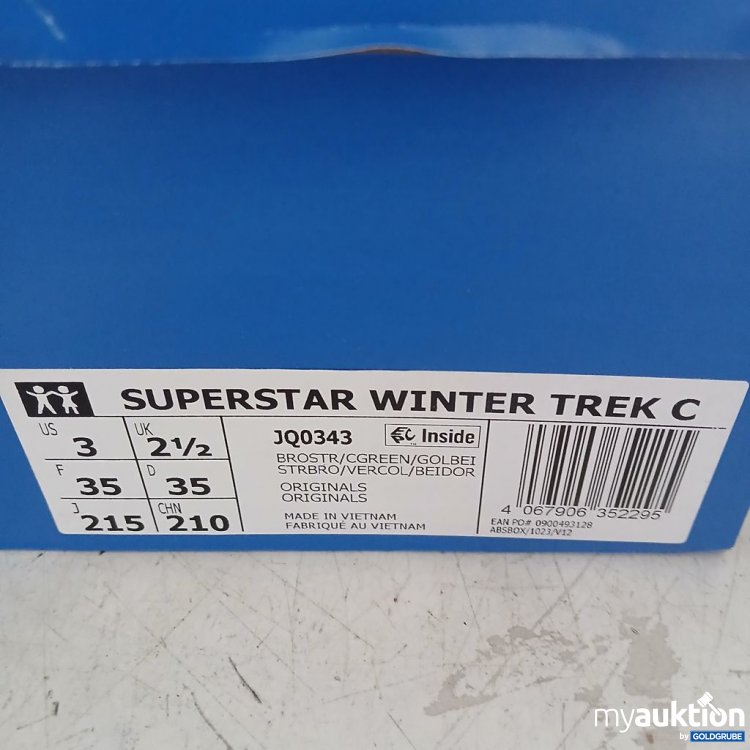 SUPERSTAR WINTER TREK C
US 3 UK 2½
F 35 D 35
J 215 CHN 210
JQ0343 Inside
BROSTR/CGREEN/GOLBEI
STRBRO/VERCOL/BEIDOR
ORIGINALS
ORIGINALS
MADE IN VIETNAM
FABRIQUÉ AU VIETNAM
4 067906 352295
EAN PO# 0900493128
ABSBOX/1023/V12
myauktion
by GOLDGRUBE